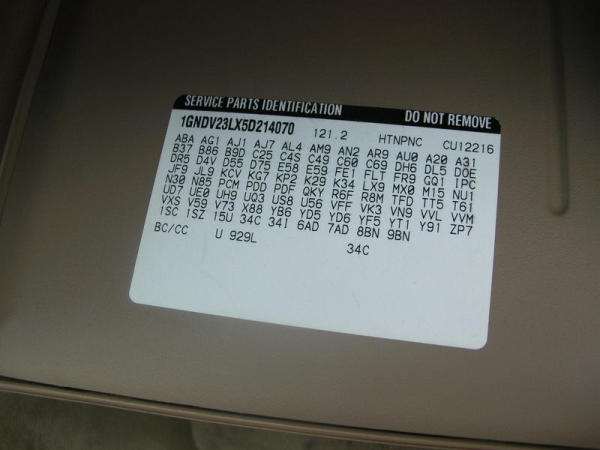 SERVICE PARTS IDENTIFICATION DO NOT REMOVE
1GNDV23LX5D214070 121.2 HTNPNC CU12216
ABA AG1 AJ1 AJ7 AL4 AM9 AN2 AR9 AU0 A20 A31
B37 B86 B9D C25 C4S C49 C60 C69 DH6 DL5 DOE
DR5 D4V D55 D75 E58 E59 FE1 FLT FR9 GQ1 IPC
JF9 JL9 KCV KG7 KP2 K29 K34 LX9 MX0 M15 NU1
N30 N85 PCM PDD PDF QKY R6F R8M TFD TT5 T61
UD7 UE0 UH9 UQ3 US8 U56 VFF VK3 VN9 VVL VVM
VXS V59 V73 X88 YB6 YD5 YD6 YF5 YT1 Y91 ZP7
1SC 1SZ 15U 34C 34I 6AD 7AD 8BN 9BN
BC/CC U 929L 34C